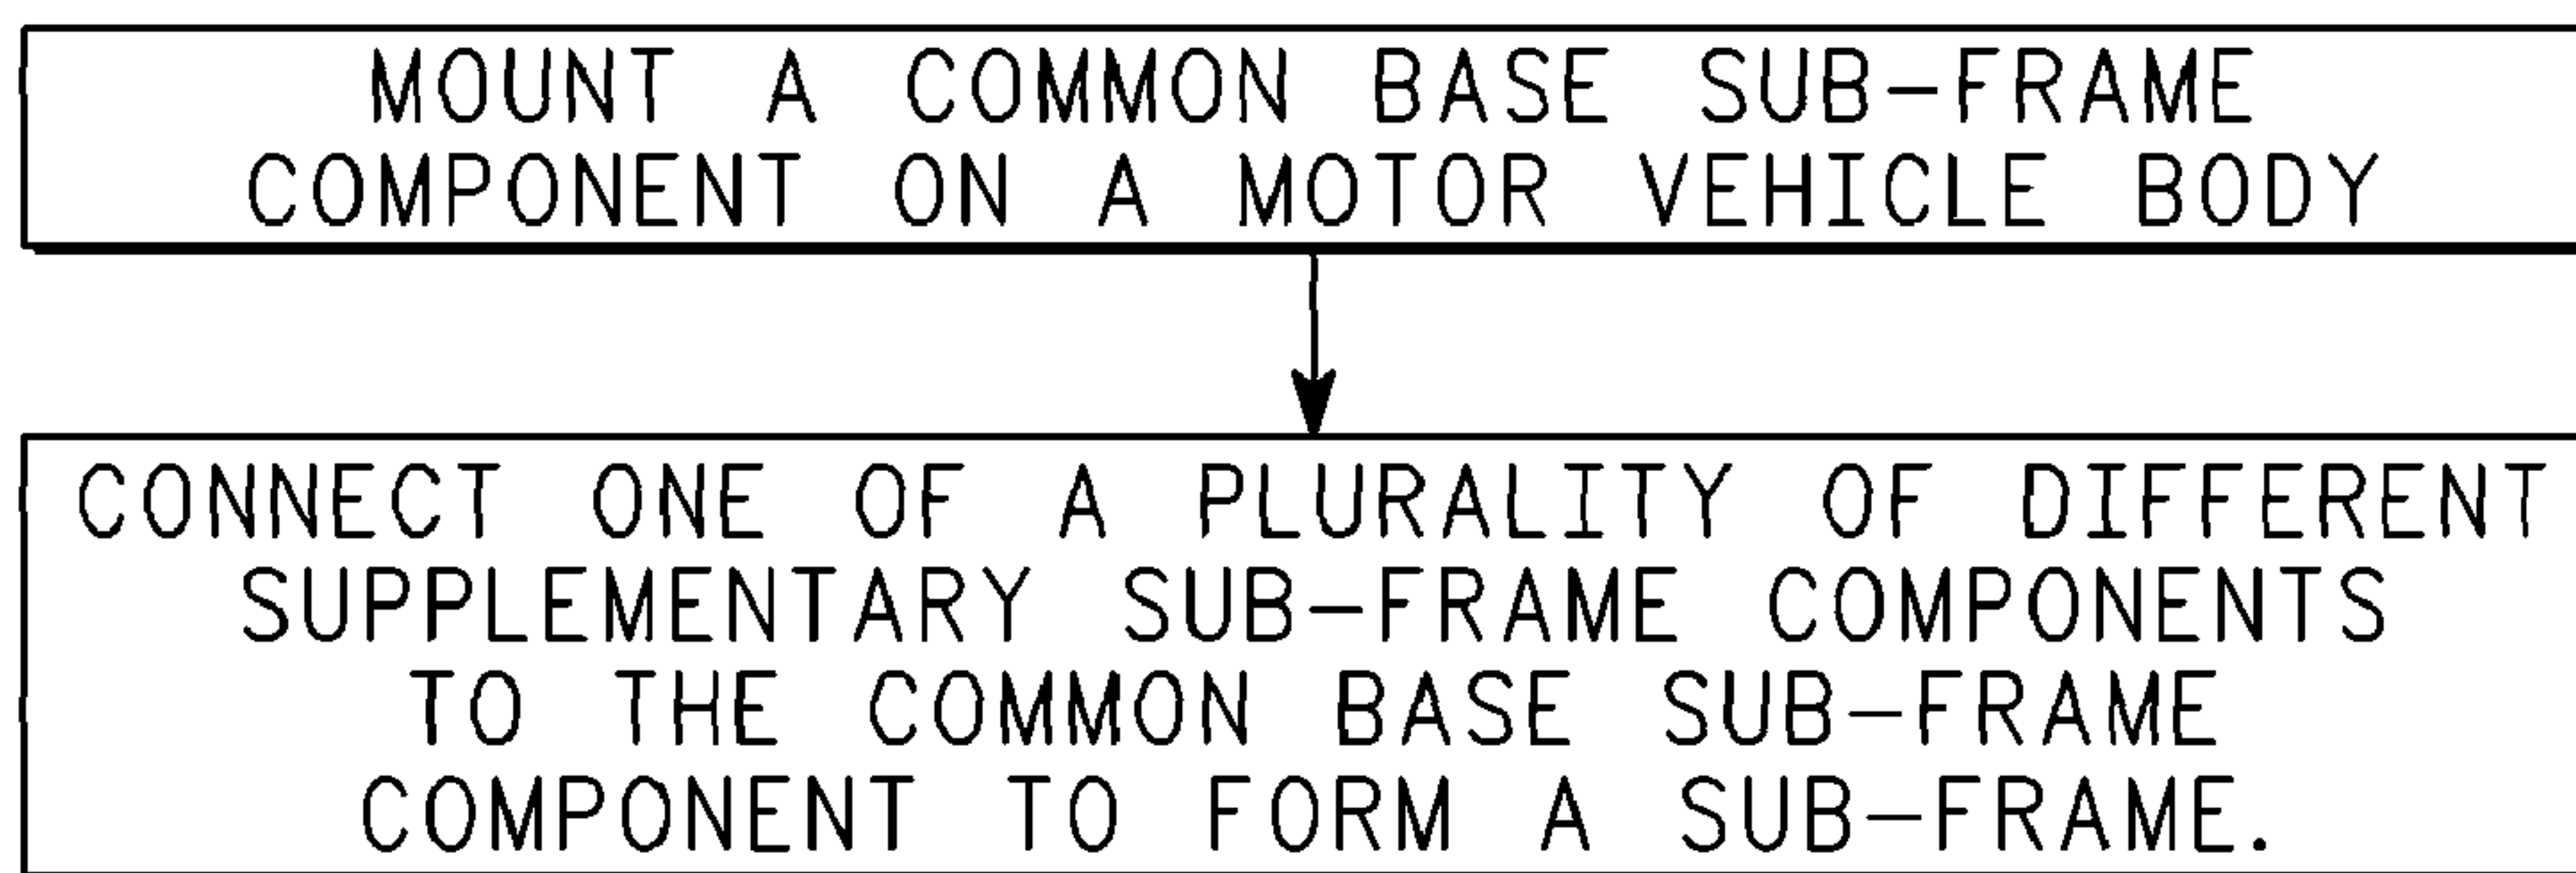 MOUNT A COMMON BASE SUB-FRAME
COMPONENT ON A MOTOR VEHICLE BODY
CONNECT ONE OF A PLURALITY OF DIFFERENT
SUPPLEMENTARY SUB-FRAME COMPONENTS
TO THE COMMON BASE SUB-FRAME
COMPONENT TO FORM A SUB-FRAME.